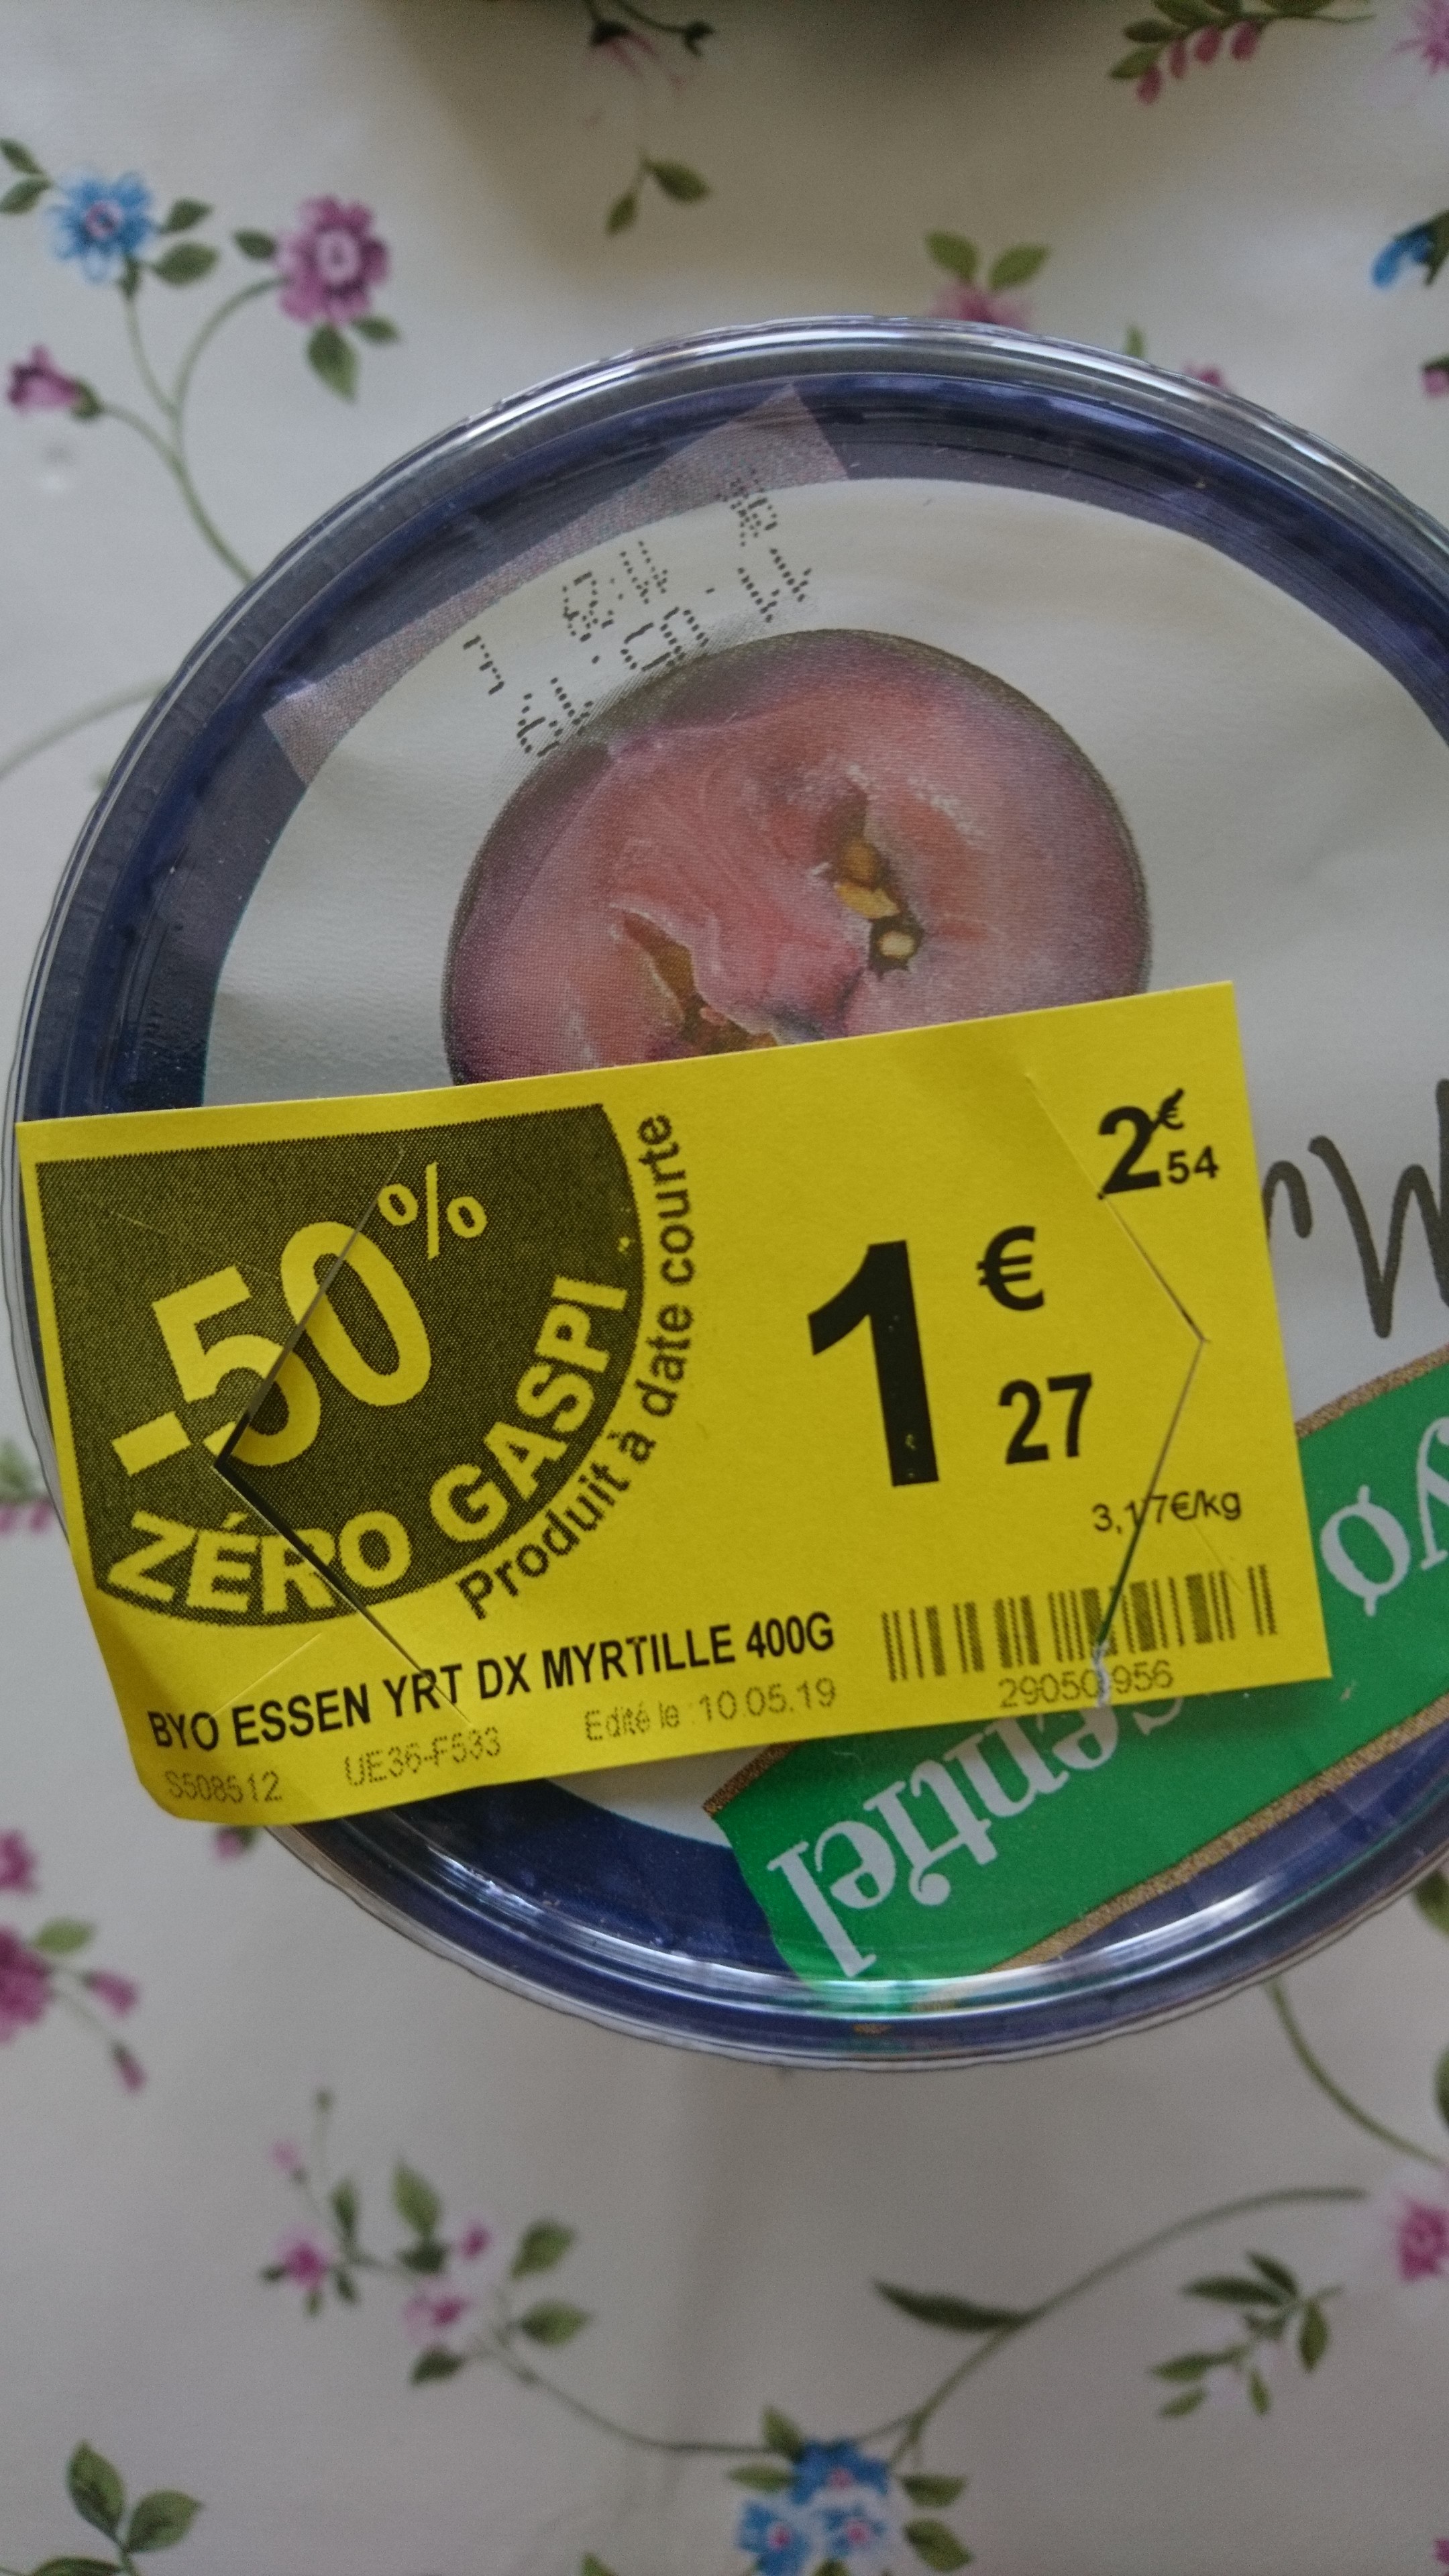 -50%
ZÉRO GASPI
Produit à date courte
2€54
1€27
3,17€/kg
BYO ESSEN YRT DX MYRTILLE 400G
S508512 UE36-F533 Edité le :10.05.19
29050956
sentiel